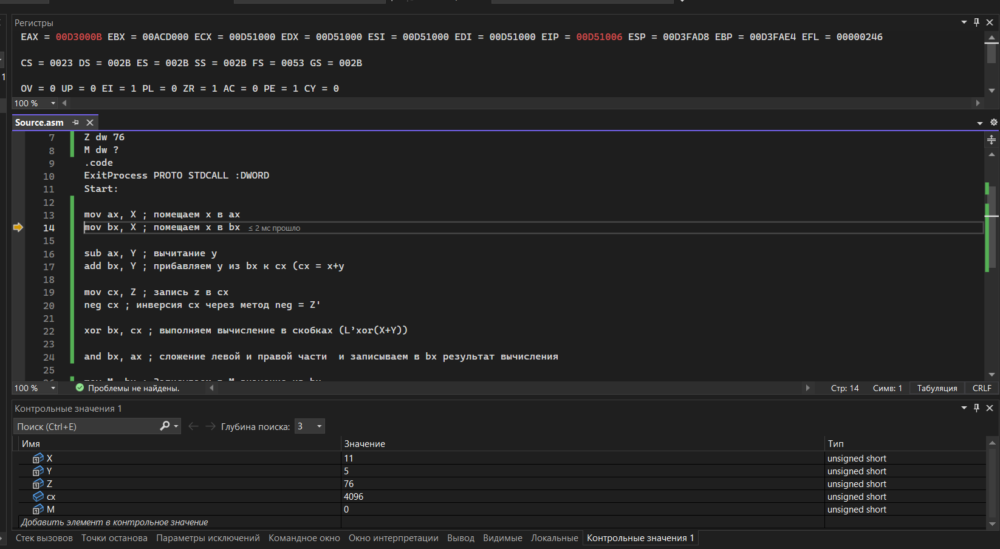 Регистры
EAX = 00D3000B EBX = 00ACD000 ECX = 00D51000 EDX = 00D51000 ESI = 00D51000 EDI = 00D51000 EIP = 00D51006 ESP = 00D3FAD8 EBP = 00D3FAE4 EFL = 00000246
CS = 0023 DS = 002B ES = 002B SS = 002B FS = 0053 GS = 002B
OV = 0 UP = 0 EI = 1 PL = 0 ZR = 1 AC = 0 PE = 1 CY = 0
1
100 %
Source.asm
7 Z dw 76
8 M dw ?
9 .code
10 ExitProcess PROTO STDCALL :DWORD
11 Start:
12
13 mov ax, X ; помещаем x в ax
14 mov bx, X ; помещаем x в bx ≤ 2 мс прошло
15
16 sub ax, Y ; вычитание y
17 add bx, Y ; прибавляем y из bx к cx (cx = x+y
18
19 mov cx, Z ; запись z в cx
20 neg cx ; инверсия cx через метод neg = Z'
21
22 xor bx, cx ; выполняем вычисление в скобках (L’xor(X+Y))
23
24 and bx, ax ; сложение левой и правой части  и записываем в bx результат вычисления
25
100 % Проблемы не найдены. Стр: 14 Симв: 1 Табуляция CRLF
Контрольные значения 1
Поиск (Ctrl+E) Глубина поиска: 3
Имя Значение Тип
X 11 unsigned short
Y 5 unsigned short
Z 76 unsigned short
cx 4096 unsigned short
M 0 unsigned short
Добавить элемент в контрольное значение
Стек вызовов Точки останова Параметры исключений Командное окно Окно интерпретации Вывод Видимые Локальные Контрольные значения 1